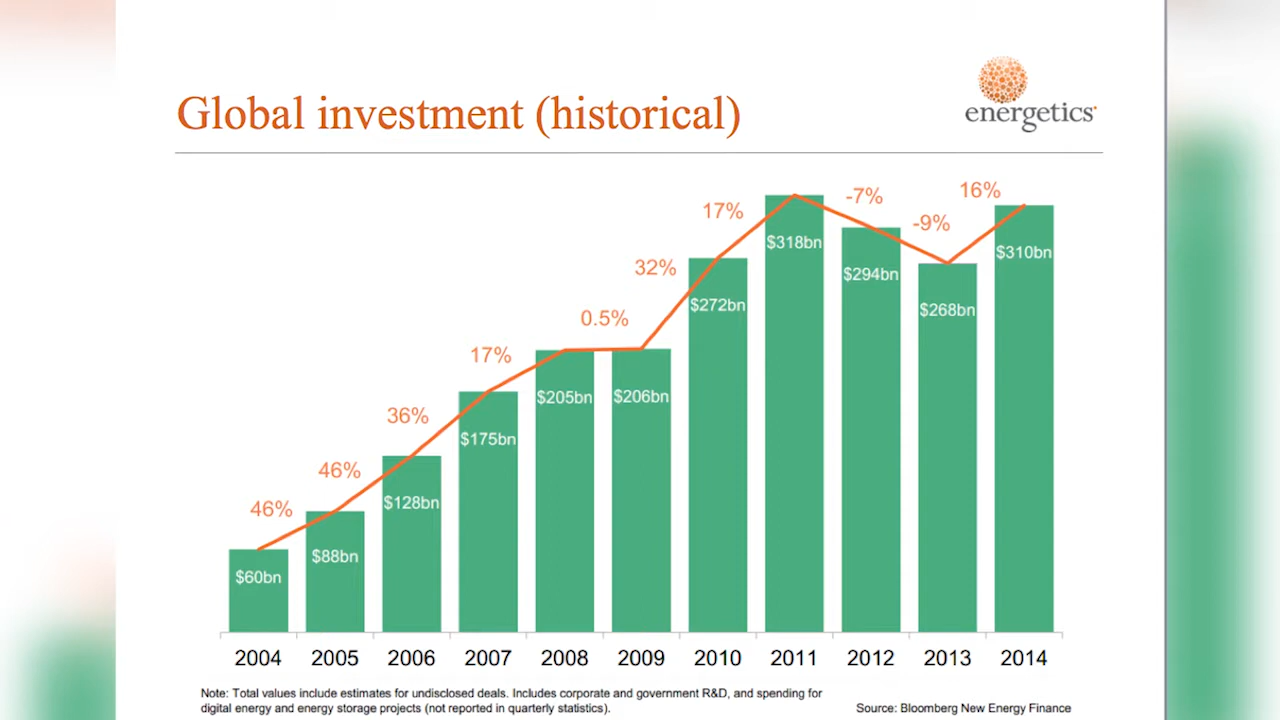 Global investment (historical)
energetics
46%
46%
36%
17%
0.5%
32%
17%
-7%
-9%
16%
$60bn
$88bn
$128bn
$175bn
$205bn
$206bn
$272bn
$318bn
$294bn
$268bn
$310bn
2004 2005 2006 2007 2008 2009 2010 2011 2012 2013 2014
Note: Total values include estimates for undisclosed deals. Includes corporate and government R&D, and spending for
digital energy and energy storage projects (not reported in quarterly statistics).
Source: Bloomberg New Energy Finance